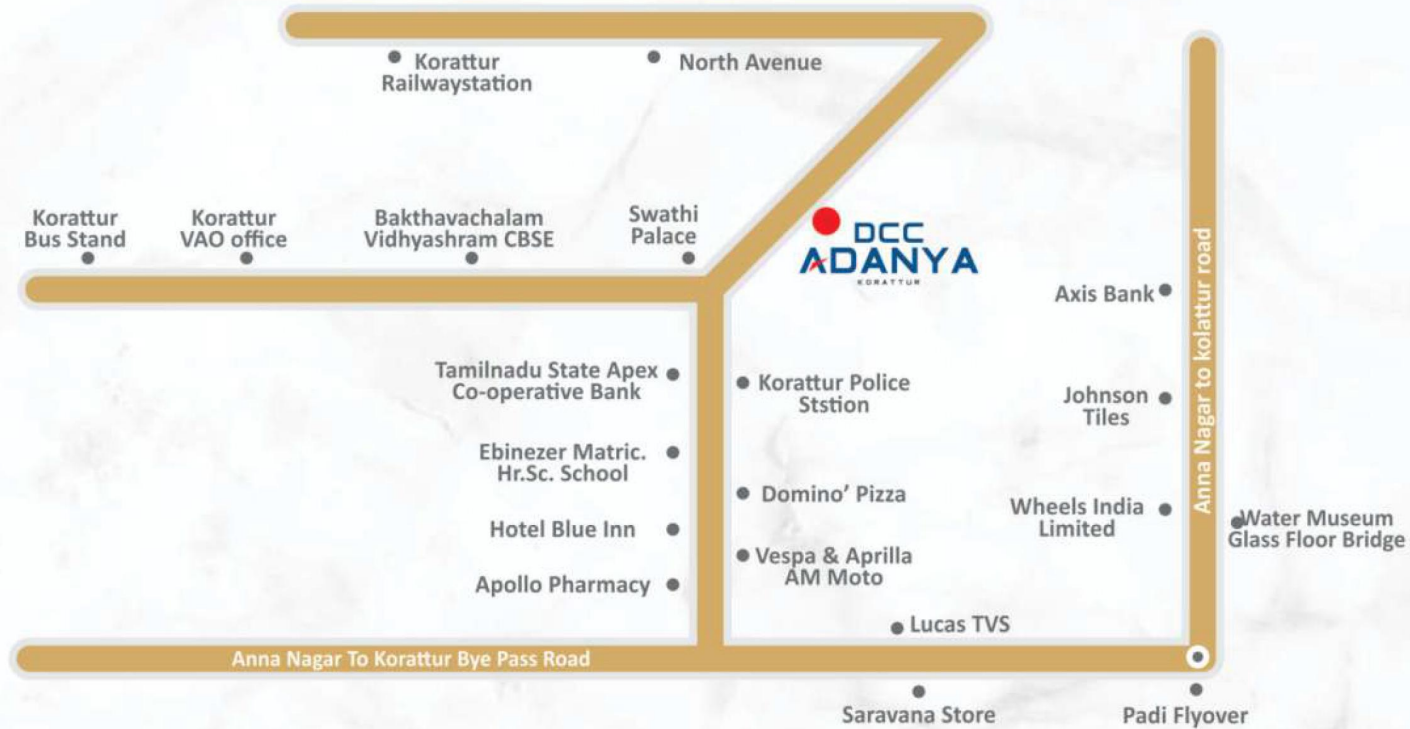 Korattur
Railwaystation
North Avenue
Korattur
Bus Stand
Korattur
VAO office
Bakthavachalam
Vidhyashram CBSE
Swathi
Palace
DCC
ADANYA
KORATTUR
Axis Bank
Anna Nagar to kolattur road
Tamilnadu State Apex
Co-operative Bank
Korattur Police
Ststion
Johnson
Tiles
Ebinezer Matric.
Hr.Sc. School
Domino’ Pizza
Wheels India
Limited
Water Museum
Glass Floor Bridge
Hotel Blue Inn
Vespa & Aprilla
AM Moto
Apollo Pharmacy
Lucas TVS
Anna Nagar To Korattur Bye Pass Road
Saravana Store
Padi Flyover